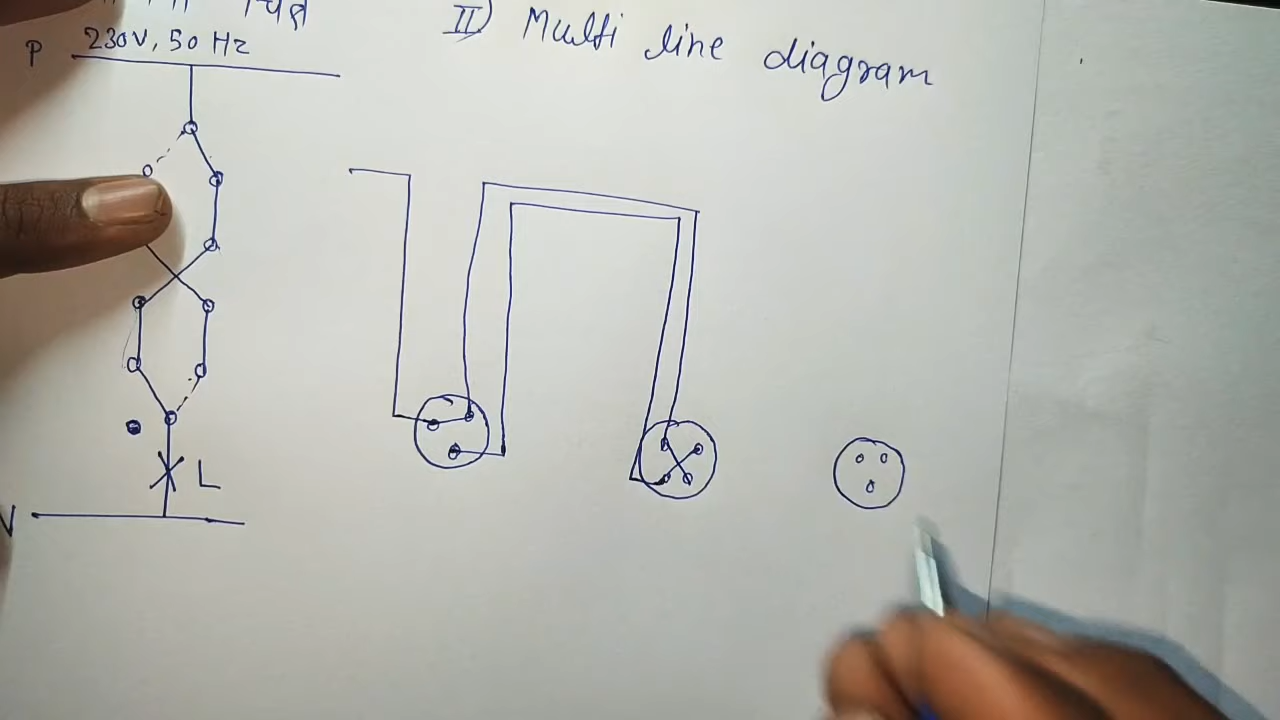 चित्र
P 230V, 50 Hz
II) Multi line diagram
L
N